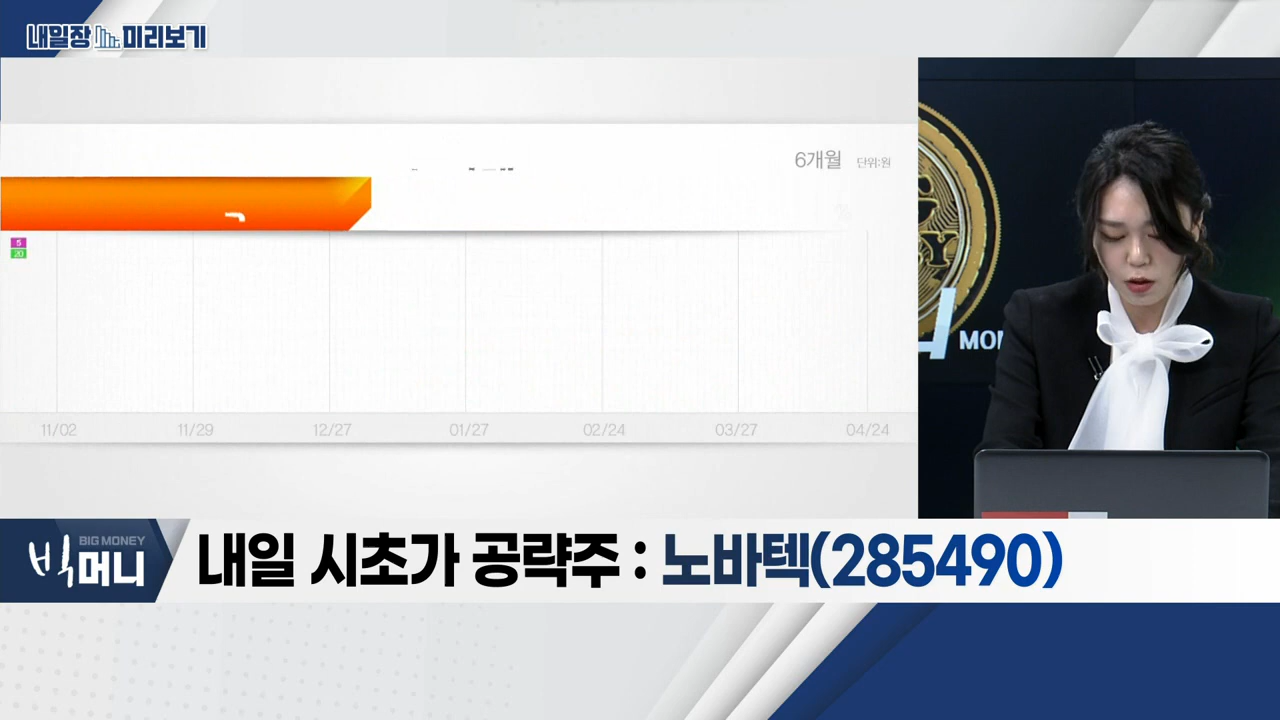 내일장 미리보기
6개월 단위:원
5
20
11/02 11/29 12/27 01/27 02/24 03/27 04/24
BIG MONEY
빅머니
내일 시초가 공략주 : 노바텍(285490)